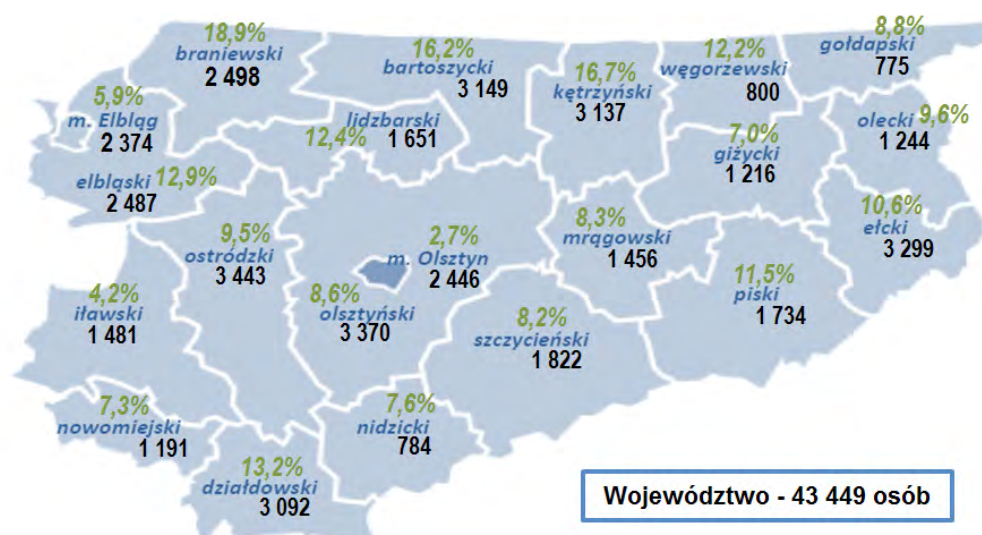 18,9%
braniewski
2 498
16,2%
bartoszycki
3 149
16,7%
kętrzyński
3 137
12,2%
węgorzewski
800
8,8%
gołdapski
775
5,9%
m. Elbląg
2 374
12,4%
lidzbarski
1 651
7,0%
giżycki
1 216
olecki 9,6%
1 244
elbląski 12,9%
2 487
9,5%
ostródzki
3 443
2,7%
m. Olsztyn
2 446
8,3%
mrągowski
1 456
10,6%
ełcki
3 299
4,2%
iławski
1 481
8,6%
olsztyński
3 370
8,2%
szczycieński
1 822
11,5%
piski
1 734
7,3%
nowomiejski
1 191
7,6%
nidzicki
784
13,2%
działdowski
3 092
Województwo - 43 449 osób